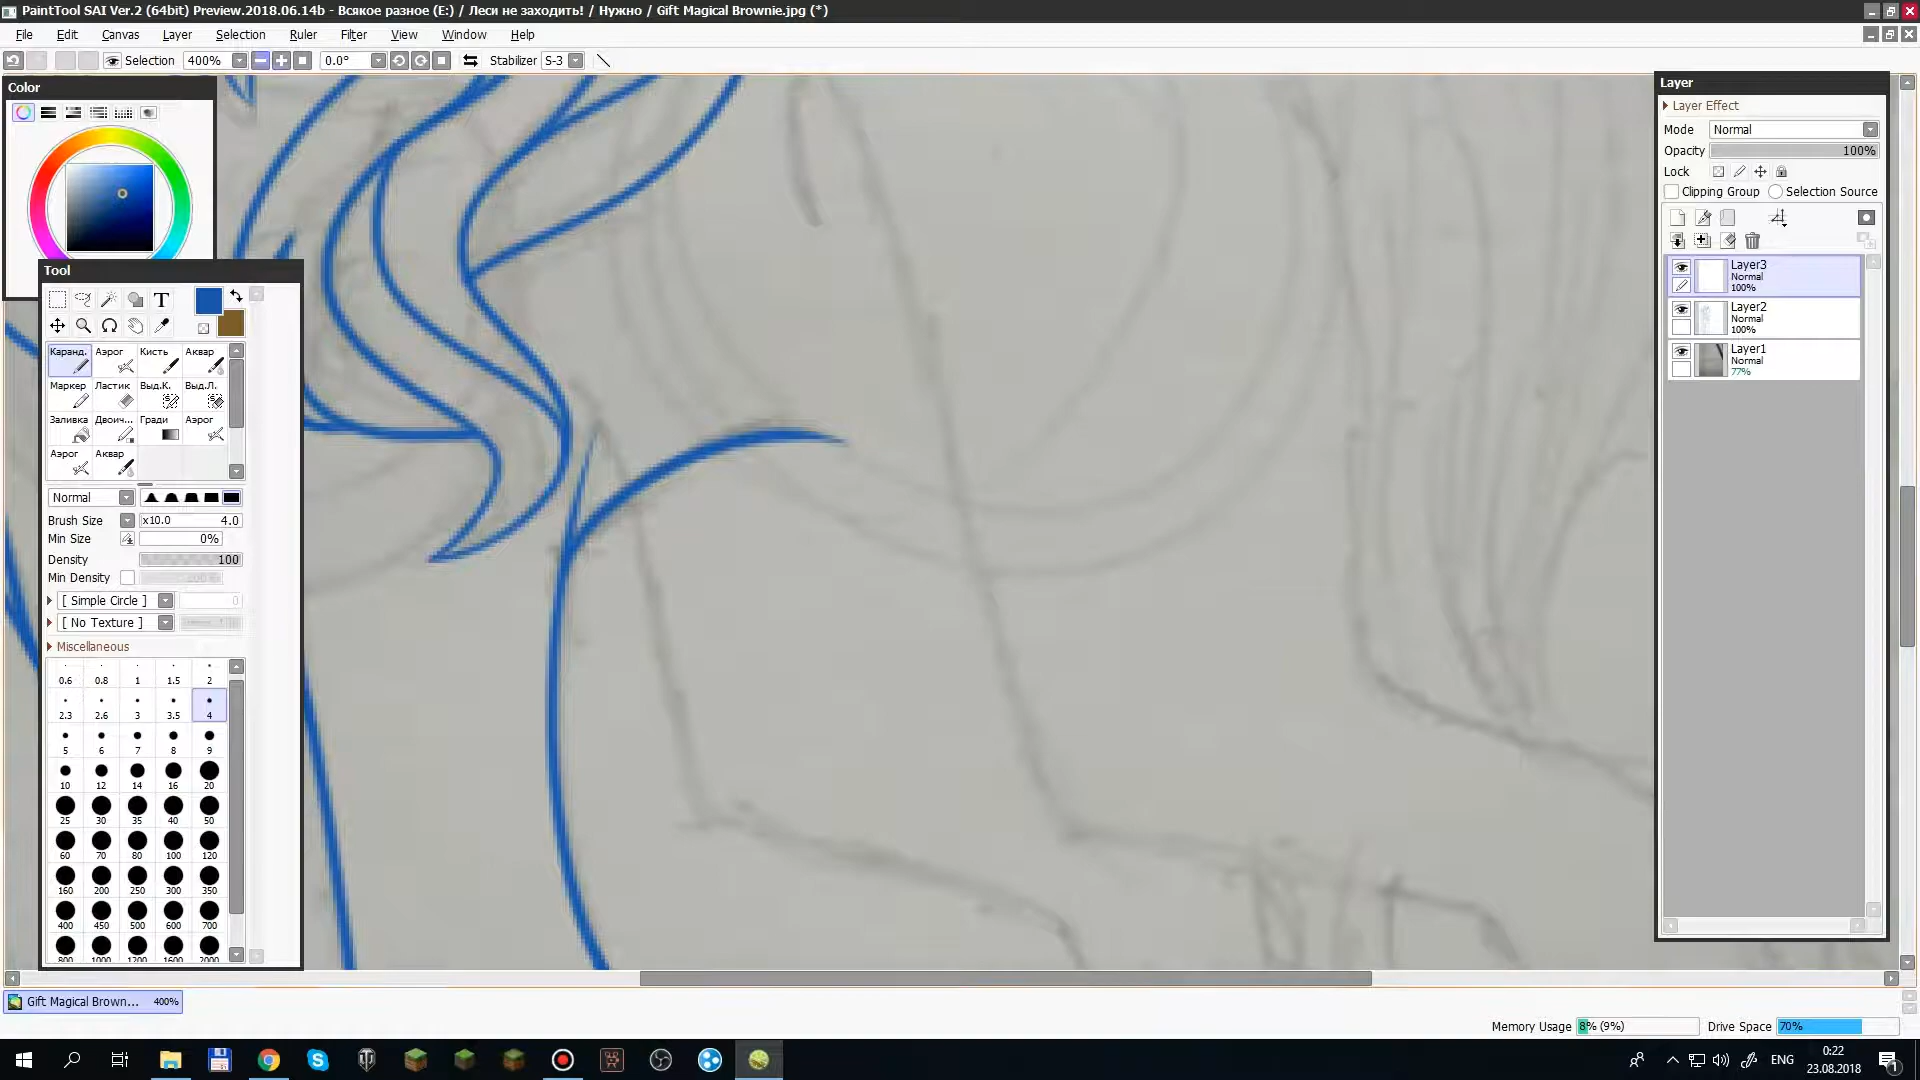 PaintTool SAI Ver.2 (64bit) Preview.2018.06.14b - Всякое разное (E:) / Леси не заходить! / Нужно / Gift Magical Brownie.jpg (*)
File Edit Canvas Layer Selection Ruler Filter View Window Help
Selection 400% 0.0° Stabilizer S-3
Color
Tool
T
Каранд. Аэрог Кисть Аквар
Маркер Ластик Выд.К. Выд.Л.
Заливка Двоич... Гради Аэрог
Аэрог Аквар
Normal
Brush Size x10.0 4.0
Min Size 0%
Density 100
Min Density
[ Simple Circle ] 0
[ No Texture ]
Miscellaneous
0.6 0.8 1 1.5 2
2.3 2.6 3 3.5 4
5 6 7 8 9
10 12 14 16 20
25 30 35 40 50
60 70 80 100 120
160 200 250 300 350
400 450 500 600 700
800 1000 1200 1600 2000
Layer
Layer Effect
Mode Normal
Opacity 100%
Lock
Clipping Group Selection Source
Layer3
Normal
100%
Layer2
Normal
100%
Layer1
Normal
77%
Gift Magical Brown... 400%
Memory Usage 8% (9%) Drive Space 70%
ENG
0:22
23.08.2018
1